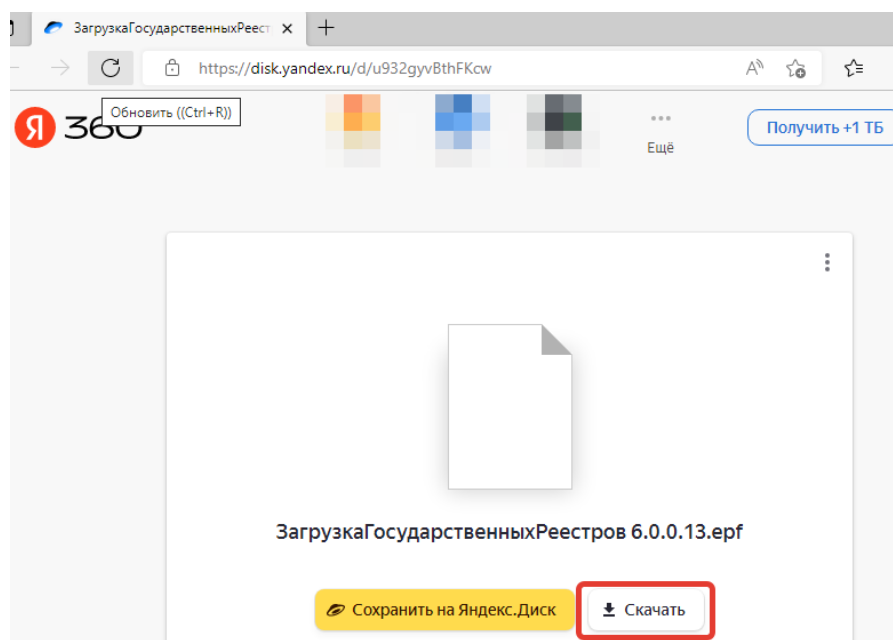 ЗагрузкаГосударственныхРеест
https://disk.yandex.ru/d/u932gyvBthFKcw
Обновить ((Ctrl+R))
Я 360
Ещё
Получить +1 ТБ
ЗагрузкаГосударственныхРеестров 6.0.0.13.epf
Сохранить на Яндекс.Диск
Скачать